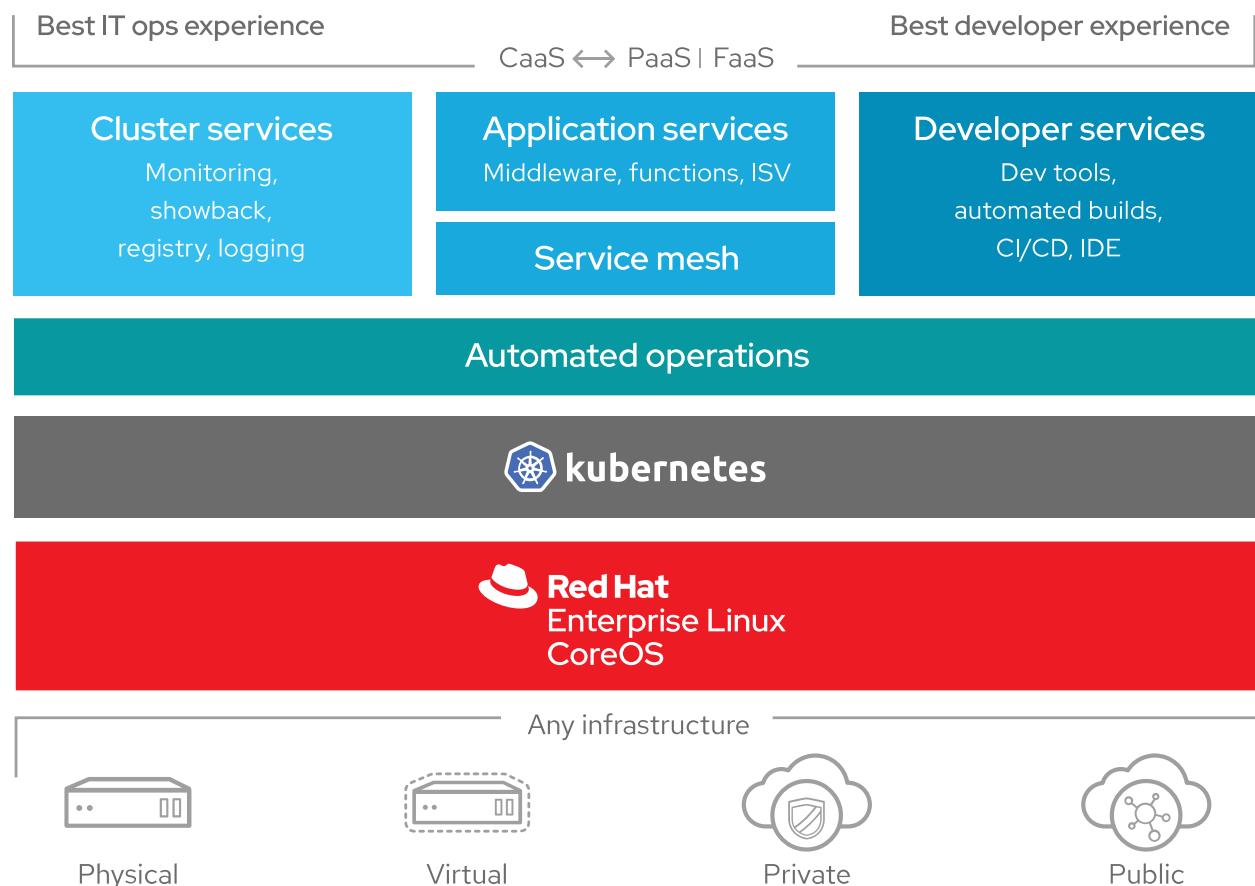 Best IT ops experience
Best developer experience
CaaS ⟷ PaaS | FaaS
Cluster services
Monitoring,
showback,
registry, logging
Application services
Middleware, functions, ISV
Service mesh
Developer services
Dev tools,
automated builds,
CI/CD, IDE
Automated operations
kubernetes
Red Hat
Enterprise Linux
CoreOS
Any infrastructure
Physical
Virtual
Private
Public